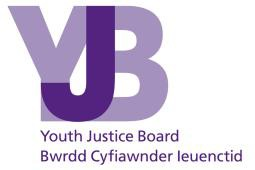 YJB
Youth Justice Board
Bwrdd Cyfiawnder Ieuenctid